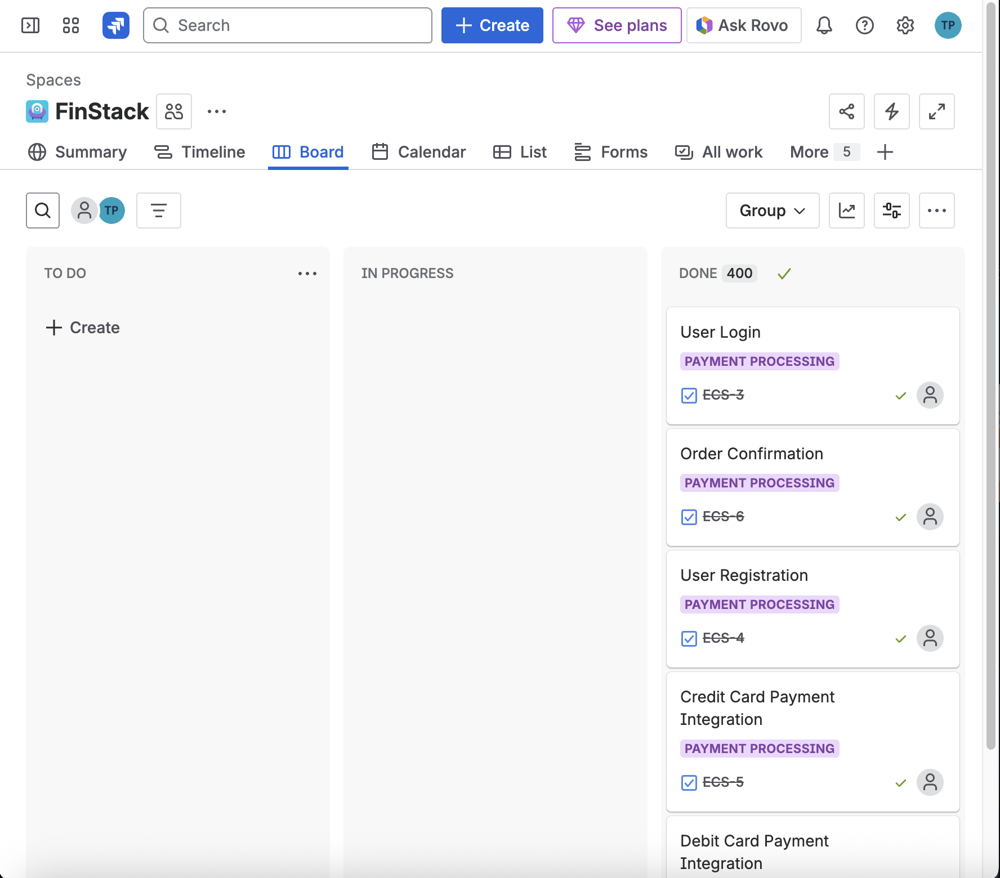 Search
Create
See plans
Ask Rovo
TP
Spaces
FinStack
Summary
Timeline
Board
Calendar
List
Forms
All work
More 5
TP
Group
TO DO
Create
IN PROGRESS
DONE 400
User Login
PAYMENT PROCESSING
ECS-3
Order Confirmation
PAYMENT PROCESSING
ECS-6
User Registration
PAYMENT PROCESSING
ECS-4
Credit Card Payment
Integration
PAYMENT PROCESSING
ECS-5
Debit Card Payment
Integration